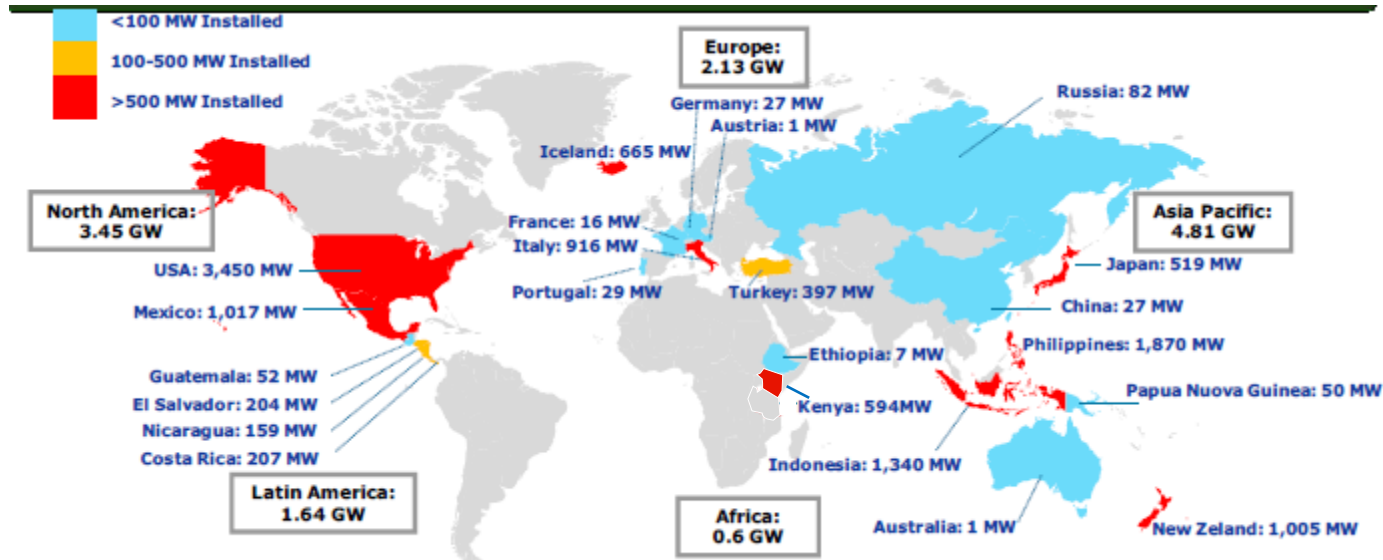 <100 MW Installed
100-500 MW Installed
>500 MW Installed
Europe:
2.13 GW
Germany: 27 MW
Austria: 1 MW
Russia: 82 MW
Iceland: 665 MW
North America:
3.45 GW
France: 16 MW
Italy: 916 MW
Asia Pacific:
4.81 GW
USA: 3,450 MW
Portugal: 29 MW
Turkey: 397 MW
Japan: 519 MW
Mexico: 1,017 MW
China: 27 MW
Philippines: 1,870 MW
Guatemala: 52 MW
Ethiopia: 7 MW
El Salvador: 204 MW
Kenya: 594MW
Papua Nuova Guinea: 50 MW
Nicaragua: 159 MW
Costa Rica: 207 MW
Indonesia: 1,340 MW
Latin America:
1.64 GW
Africa:
0.6 GW
Australia: 1 MW
New Zeland: 1,005 MW